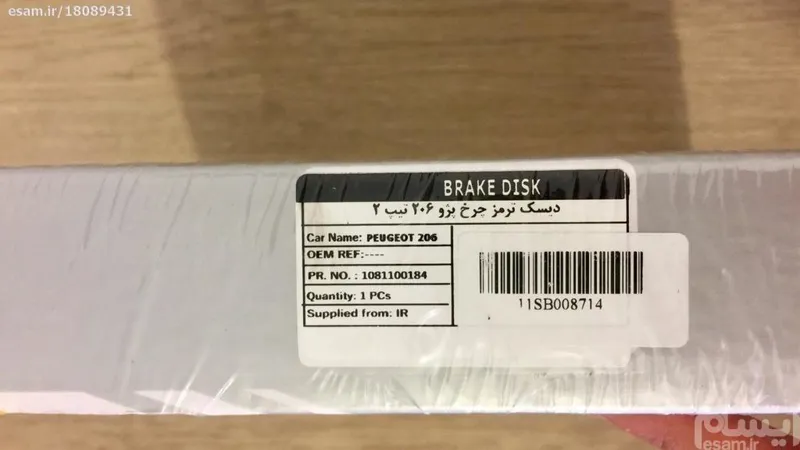 esam.ir/18089431
BRAKE DISK
دیسک ترمز چرخ پژو ۲۰۶ تیپ ۲
Car Name: PEUGEOT 206
OEM REF:----
PR. NO. : 1081100184
Quantity: 1 PCs
Supplied from: IR
11SB008714
ایسام
esam.ir